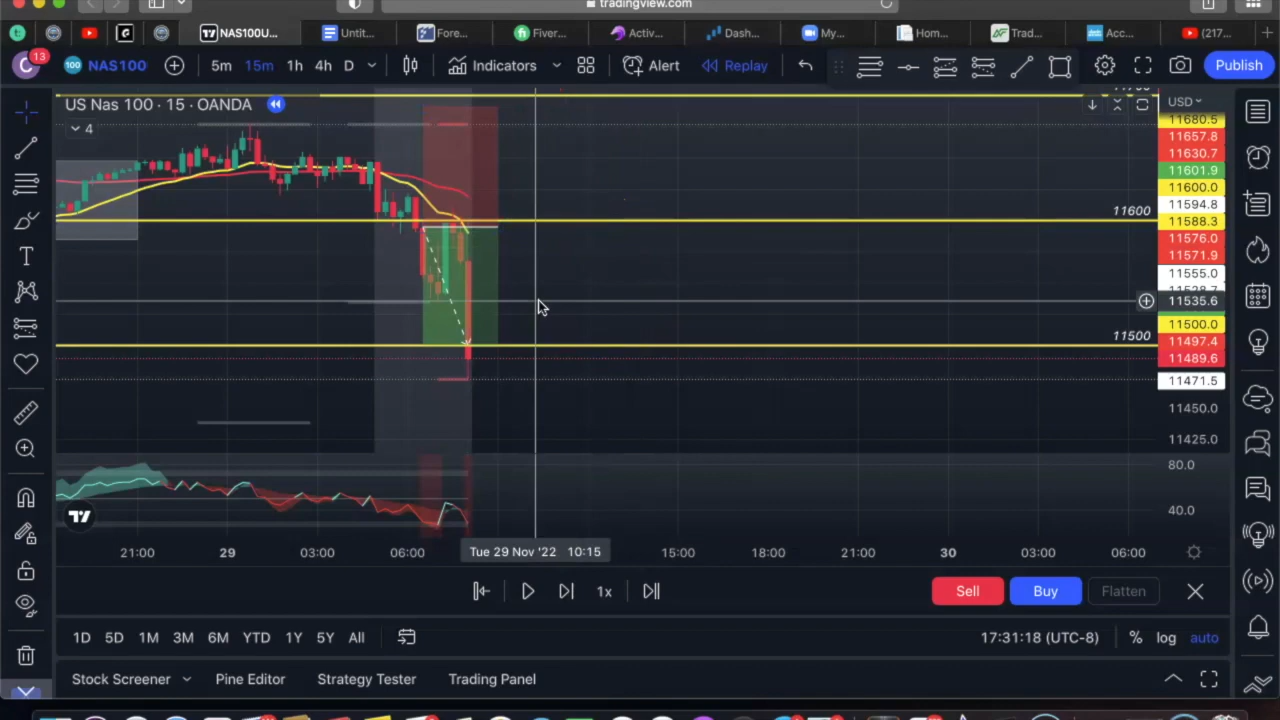 tradingview.com
NAS100U...
Untit...
Fore...
Fiver...
Activ...
Dash...
My...
Hom...
Trad...
Acc...
(217...
13
100
NAS100
5m
15m
1h
4h
D
Indicators
Alert
Replay
Publish
US Nas 100 · 15 · OANDA
4
USD
11680.5
11657.8
11630.7
11601.9
11600.0
11594.8
11588.3
11576.0
11571.9
11555.0
11535.6
11500.0
11497.4
11489.6
11471.5
11450.0
11425.0
80.0
40.0
11600
11500
21:00
29
03:00
06:00
Tue 29 Nov '22 10:15
15:00
18:00
21:00
30
03:00
06:00
1x
Sell
Buy
Flatten
1D
5D
1M
3M
6M
YTD
1Y
5Y
All
17:31:18 (UTC-8)
%
log
auto
Stock Screener
Pine Editor
Strategy Tester
Trading Panel